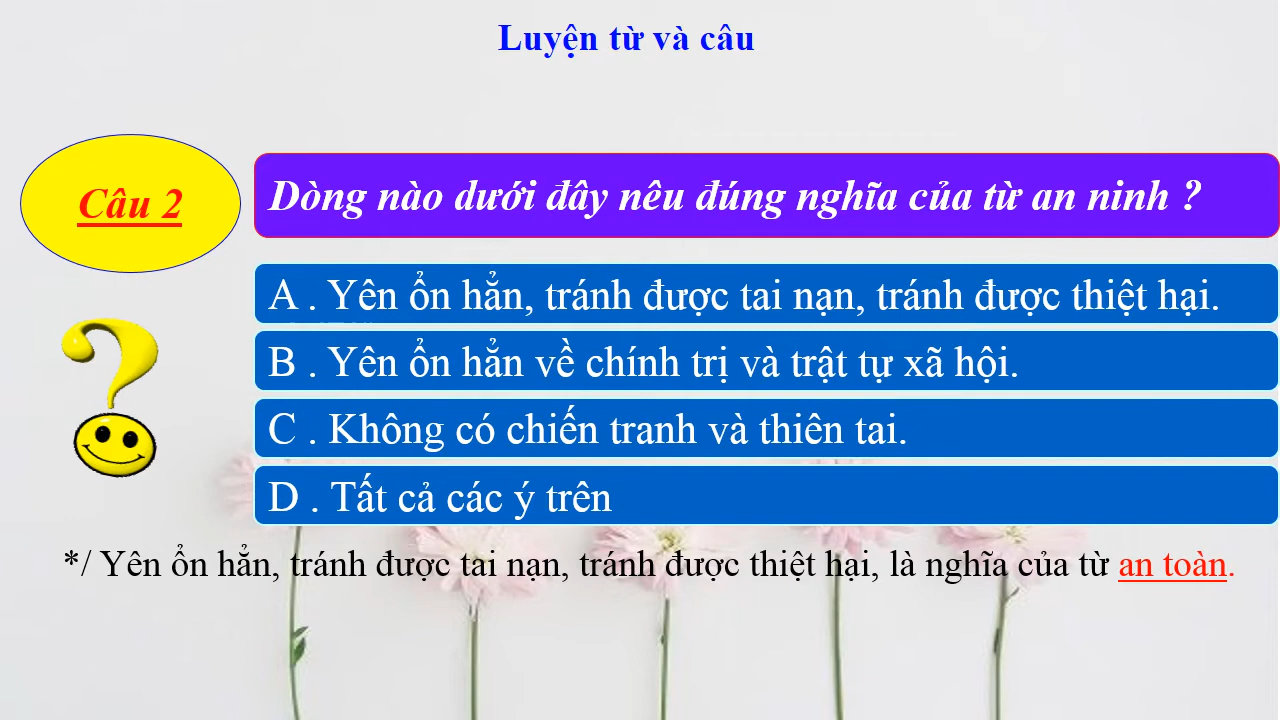 Luyện từ và câu
Câu 2
Dòng nào dưới đây nêu đúng nghĩa của từ an ninh ?
A . Yên ổn hẳn, tránh được tai nạn, tránh được thiệt hại.
B . Yên ổn hẳn về chính trị và trật tự xã hội.
C . Không có chiến tranh và thiên tai.
D . Tất cả các ý trên
*/ Yên ổn hẳn, tránh được tai nạn, tránh được thiệt hại, là nghĩa của từ an toàn.